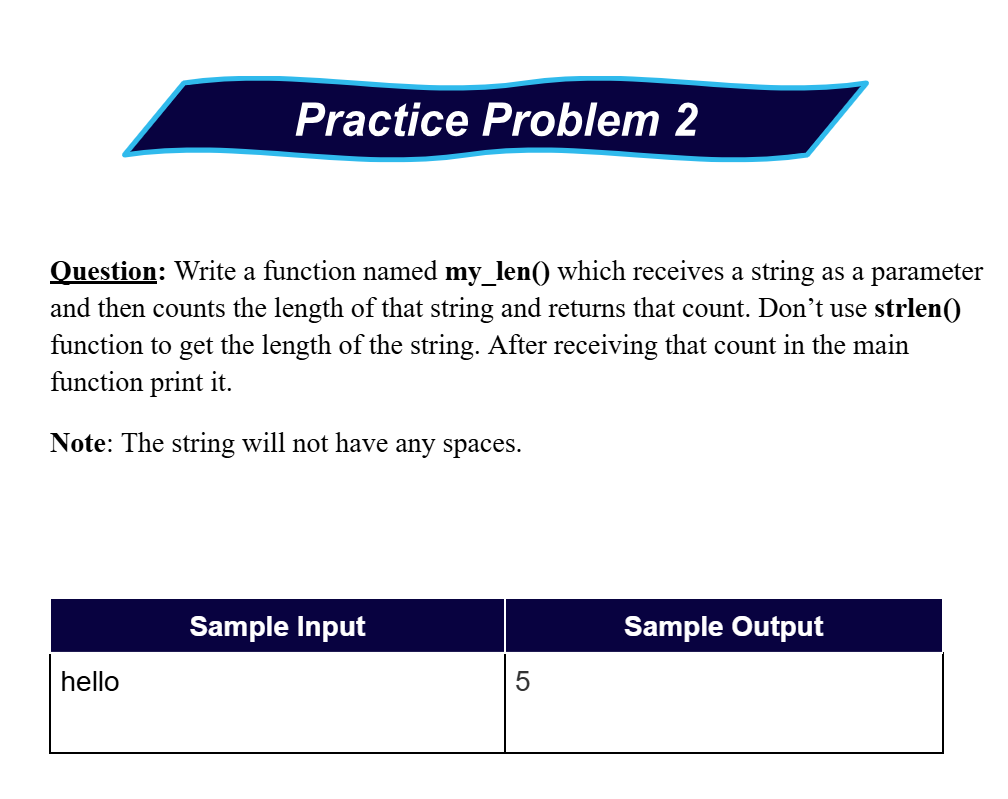 Practice Problem 2
Question: Write a function named my_len() which receives a string as a parameter
and then counts the length of that string and returns that count. Don’t use strlen()
function to get the length of the string. After receiving that count in the main
function print it.
Note: The string will not have any spaces.
Sample Input Sample Output
hello 5